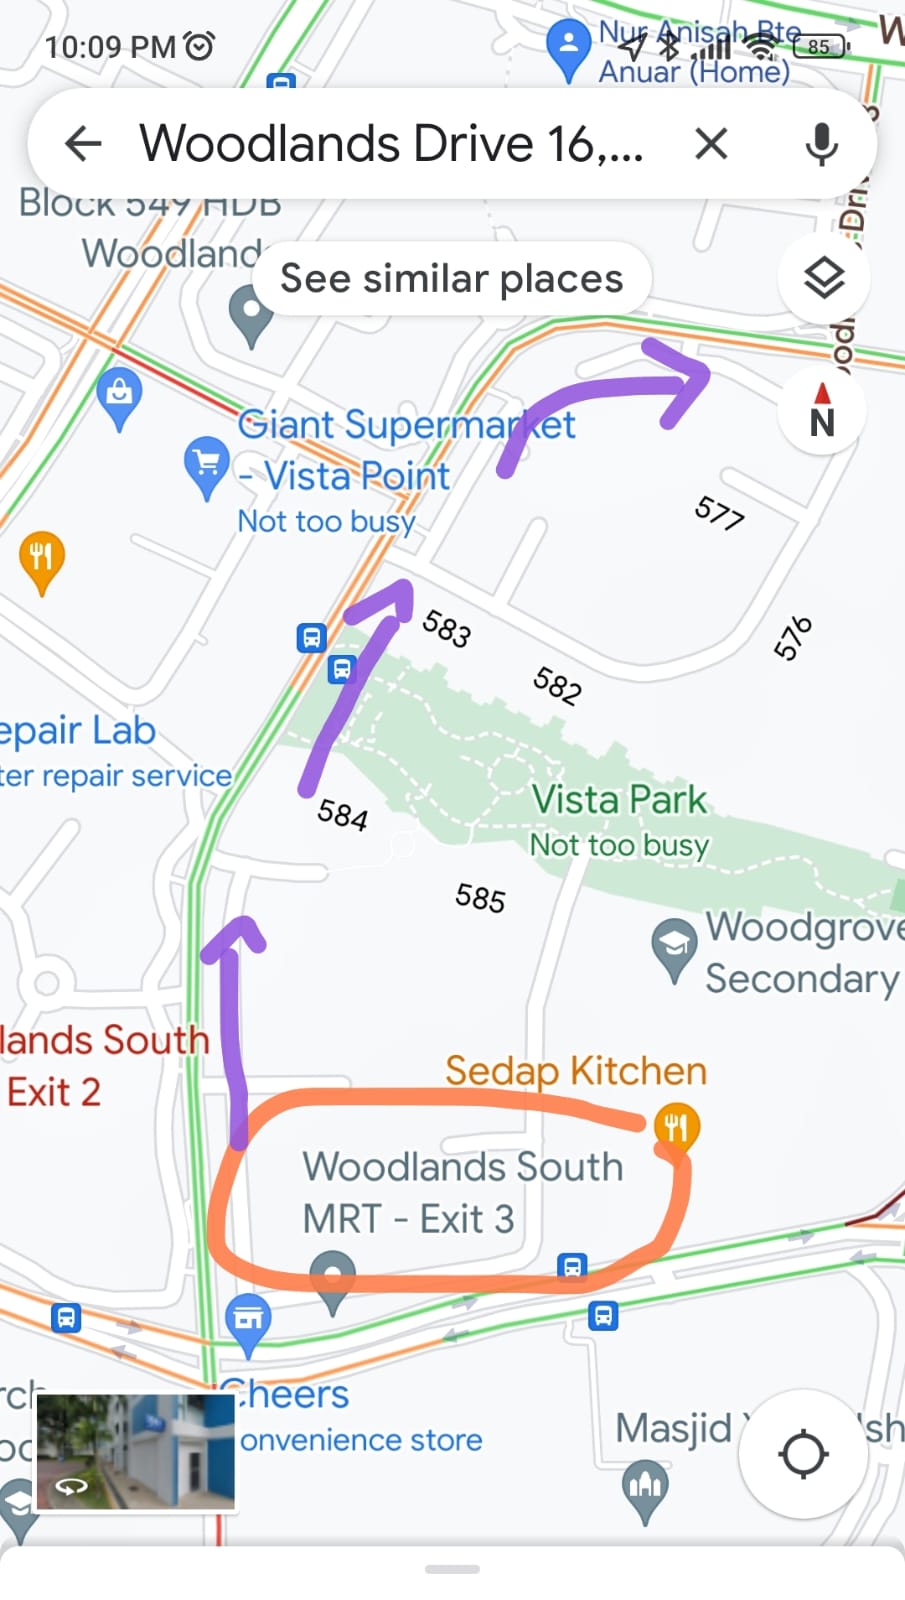 10:09 PM
Nur Anisah Bte
Anuar (Home)
85
Woodlands Drive 16,...
Block 549 HDB
Woodland
See similar places
N
Giant Supermarket
- Vista Point
Not too busy
577
583
576
582
epair Lab
ter repair service
584
Vista Park
Not too busy
585
Woodgrove
Secondary
lands South
Exit 2
Sedap Kitchen
Woodlands South
MRT - Exit 3
Cheers
onvenience store
Masjid